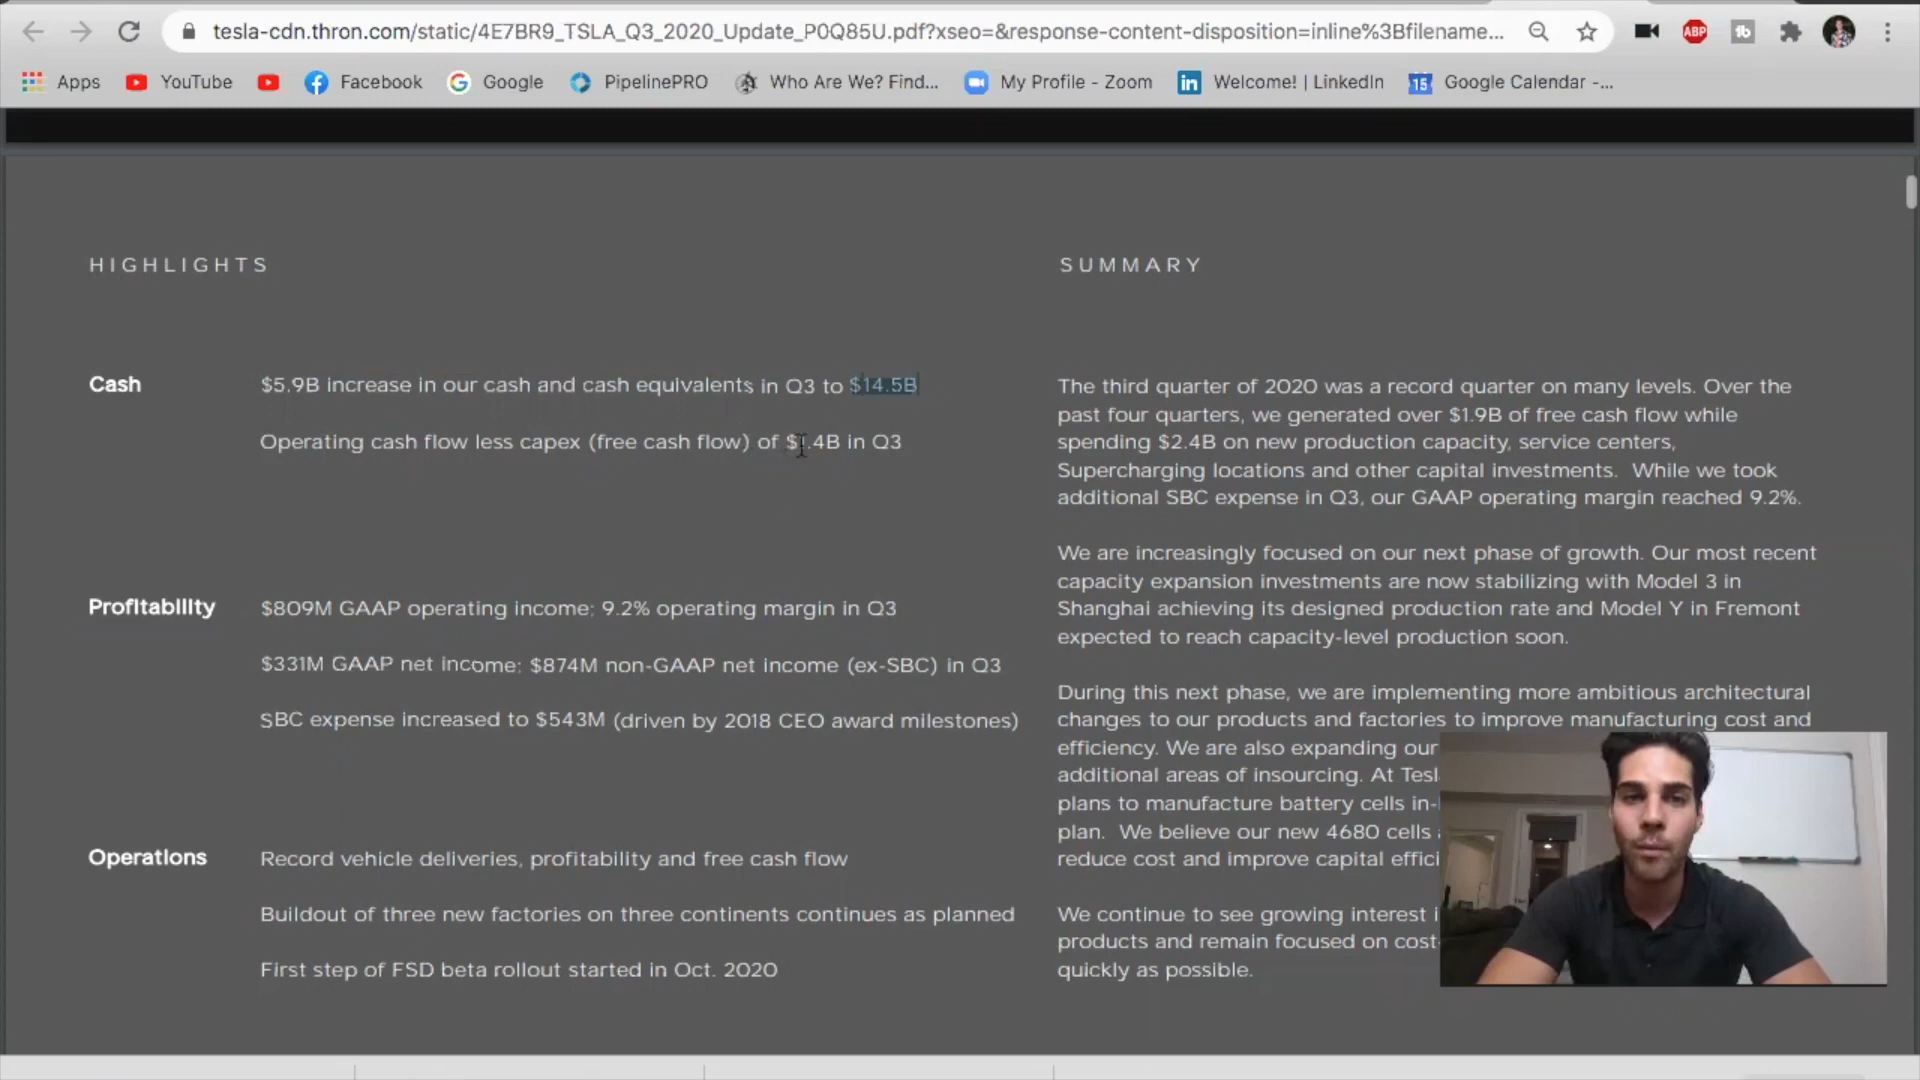 tesla-cdn.thron.com/static/4E7BR9_TSLA_Q3_2020_Update_P0Q85U.pdf?xseo=&response-content-disposition=inline%3Bfilename...
ABP
Apps YouTube Facebook Google PipelinePRO Who Are We? Find... My Profile - Zoom Welcome! | LinkedIn 15 Google Calendar -...
HIGHLIGHTS
Cash
$5.9B increase in our cash and cash equivalents in Q3 to $14.5B
Operating cash flow less capex (free cash flow) of $1.4B in Q3
Profitability
$809M GAAP operating income; 9.2% operating margin in Q3
$331M GAAP net income; $874M non-GAAP net income (ex-SBC) in Q3
SBC expense increased to $543M (driven by 2018 CEO award milestones)
Operations
Record vehicle deliveries, profitability and free cash flow
Buildout of three new factories on three continents continues as planned
First step of FSD beta rollout started in Oct. 2020
SUMMARY
The third quarter of 2020 was a record quarter on many levels. Over the
past four quarters, we generated over $1.9B of free cash flow while
spending $2.4B on new production capacity, service centers,
Supercharging locations and other capital investments. While we took
additional SBC expense in Q3, our GAAP operating margin reached 9.2%.
We are increasingly focused on our next phase of growth. Our most recent
capacity expansion investments are now stabilizing with Model 3 in
Shanghai achieving its designed production rate and Model Y in Fremont
expected to reach capacity-level production soon.
During this next phase, we are implementing more ambitious architectural
changes to our products and factories to improve manufacturing cost and
efficiency. We are also expanding our
additional areas of insourcing. At Tesl
plans to manufacture battery cells in-
plan. We believe our new 4680 cells
reduce cost and improve capital effici
We continue to see growing interest i
products and remain focused on cost-
quickly as possible.